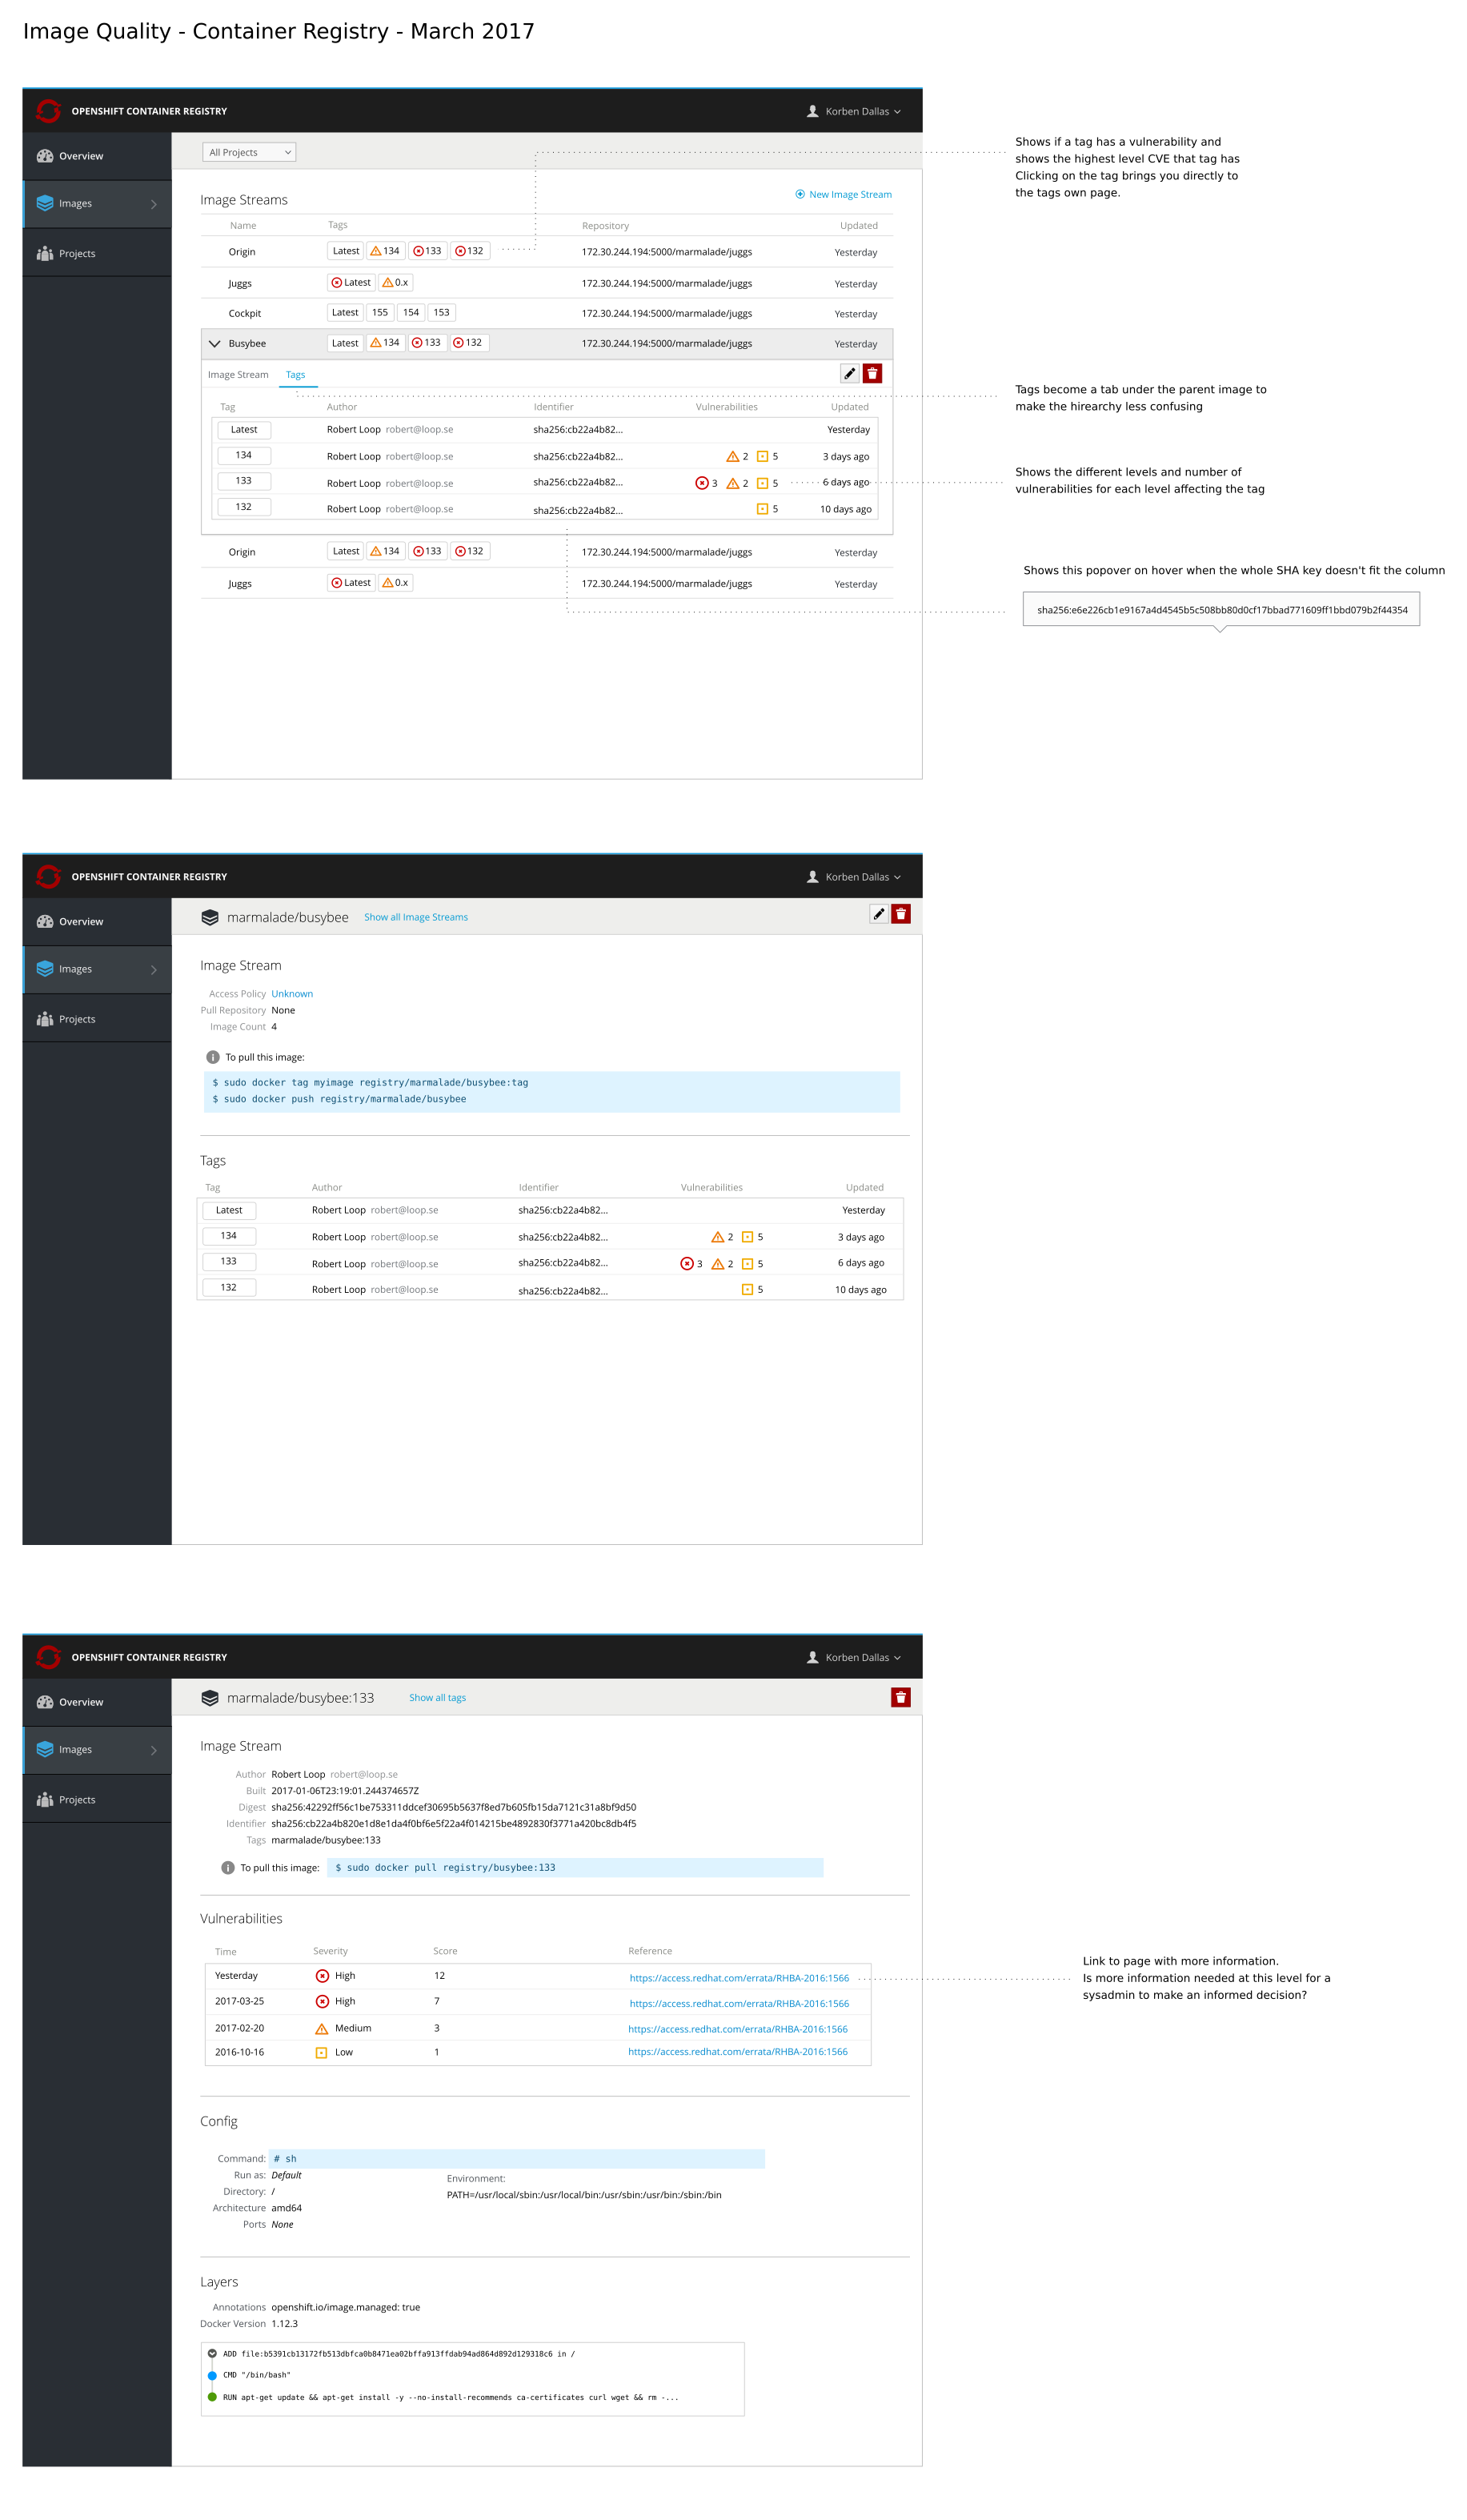 Image Quality - Container Registry - March 2017
OPENSHIFT CONTAINER REGISTRY
Korben Dallas
Overview
Images
Projects
All Projects
Image Streams
New Image Stream
Name Tags Repository Updated
Origin Latest 134 133 132 172.30.244.194:5000/marmalade/juggs Yesterday
Juggs Latest 0.x 172.30.244.194:5000/marmalade/juggs Yesterday
Cockpit Latest 155 154 153 172.30.244.194:5000/marmalade/juggs Yesterday
Busybee Latest 134 133 132 172.30.244.194:5000/marmalade/juggs Yesterday
Image Stream Tags
Tag Author Identifier Vulnerabilities Updated
Latest Robert Loop robert@loop.se sha256:cb22a4b82... Yesterday
134 Robert Loop robert@loop.se sha256:cb22a4b82... 2 5 3 days ago
133 Robert Loop robert@loop.se sha256:cb22a4b82... 3 2 5 6 days ago
132 Robert Loop robert@loop.se sha256:cb22a4b82... 5 10 days ago
Origin Latest 134 133 132 172.30.244.194:5000/marmalade/juggs Yesterday
Juggs Latest 0.x 172.30.244.194:5000/marmalade/juggs Yesterday
Shows if a tag has a vulnerability and
shows the highest level CVE that tag has
Clicking on the tag brings you directly to
the tags own page.
Tags become a tab under the parent image to
make the hirearchy less confusing
Shows the different levels and number of
vulnerabilities for each level affecting the tag
Shows this popover on hover when the whole SHA key doesn't fit the column
sha256:e6e226cb1e9167a4d4545b5c508bb80d0cf17bbad771609ff1bbd079b2f44354
OPENSHIFT CONTAINER REGISTRY
Korben Dallas
Overview
Images
Projects
marmalade/busybee Show all Image Streams
Image Stream
Access Policy Unknown
Pull Repository None
Image Count 4
To pull this image:
$ sudo docker tag myimage registry/marmalade/busybee:tag
$ sudo docker push registry/marmalade/busybee
Tags
Tag Author Identifier Vulnerabilities Updated
Latest Robert Loop robert@loop.se sha256:cb22a4b82... Yesterday
134 Robert Loop robert@loop.se sha256:cb22a4b82... 2 5 3 days ago
133 Robert Loop robert@loop.se sha256:cb22a4b82... 3 2 5 6 days ago
132 Robert Loop robert@loop.se sha256:cb22a4b82... 5 10 days ago
OPENSHIFT CONTAINER REGISTRY
Korben Dallas
Overview
Images
Projects
marmalade/busybee:133 Show all tags
Image Stream
Author Robert Loop robert@loop.se
Built 2017-01-06T23:19:01.244374657Z
Digest sha256:42292ff56c1be753311ddcef30695b5637f8ed7b605fb15da7121c31a8bf9d50
Identifier sha256:cb22a4b820e1d8e1da4f0bf6e5f22a4f014215be4892830f3771a420bc8db4f5
Tags marmalade/busybee:133
To pull this image: $ sudo docker pull registry/busybee:133
Vulnerabilities
Time Severity Score Reference
Yesterday High 12 https://access.redhat.com/errata/RHBA-2016:1566
2017-03-25 High 7 https://access.redhat.com/errata/RHBA-2016:1566
2017-02-20 Medium 3 https://access.redhat.com/errata/RHBA-2016:1566
2016-10-16 Low 1 https://access.redhat.com/errata/RHBA-2016:1566
Link to page with more information.
Is more information needed at this level for a
sysadmin to make an informed decision?
Config
Command: # sh
Run as: Default
Directory: /
Architecture amd64
Ports None
Environment:
PATH=/usr/local/sbin:/usr/local/bin:/usr/sbin:/usr/bin:/sbin:/bin
Layers
Annotations openshift.io/image.managed: true
Docker Version 1.12.3
ADD file:b5391cb13172fb513dbfca0b8471ea02bffa913ffdab94ad864d892d129318c6 in /
CMD "/bin/bash"
RUN apt-get update && apt-get install -y --no-install-recommends ca-certificates curl wget && rm -...